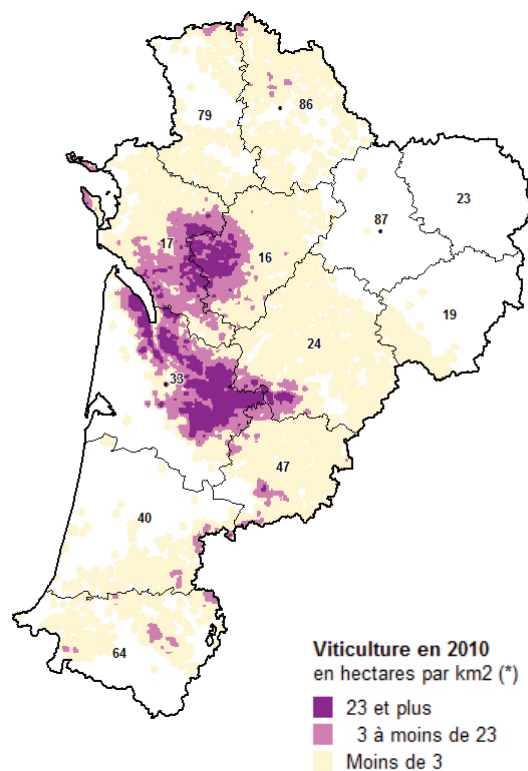 79
86
23
87
17
16
19
24
33
47
40
64
Viticulture en 2010
en hectares par km2 (*)
23 et plus
3 à moins de 23
Moins de 3